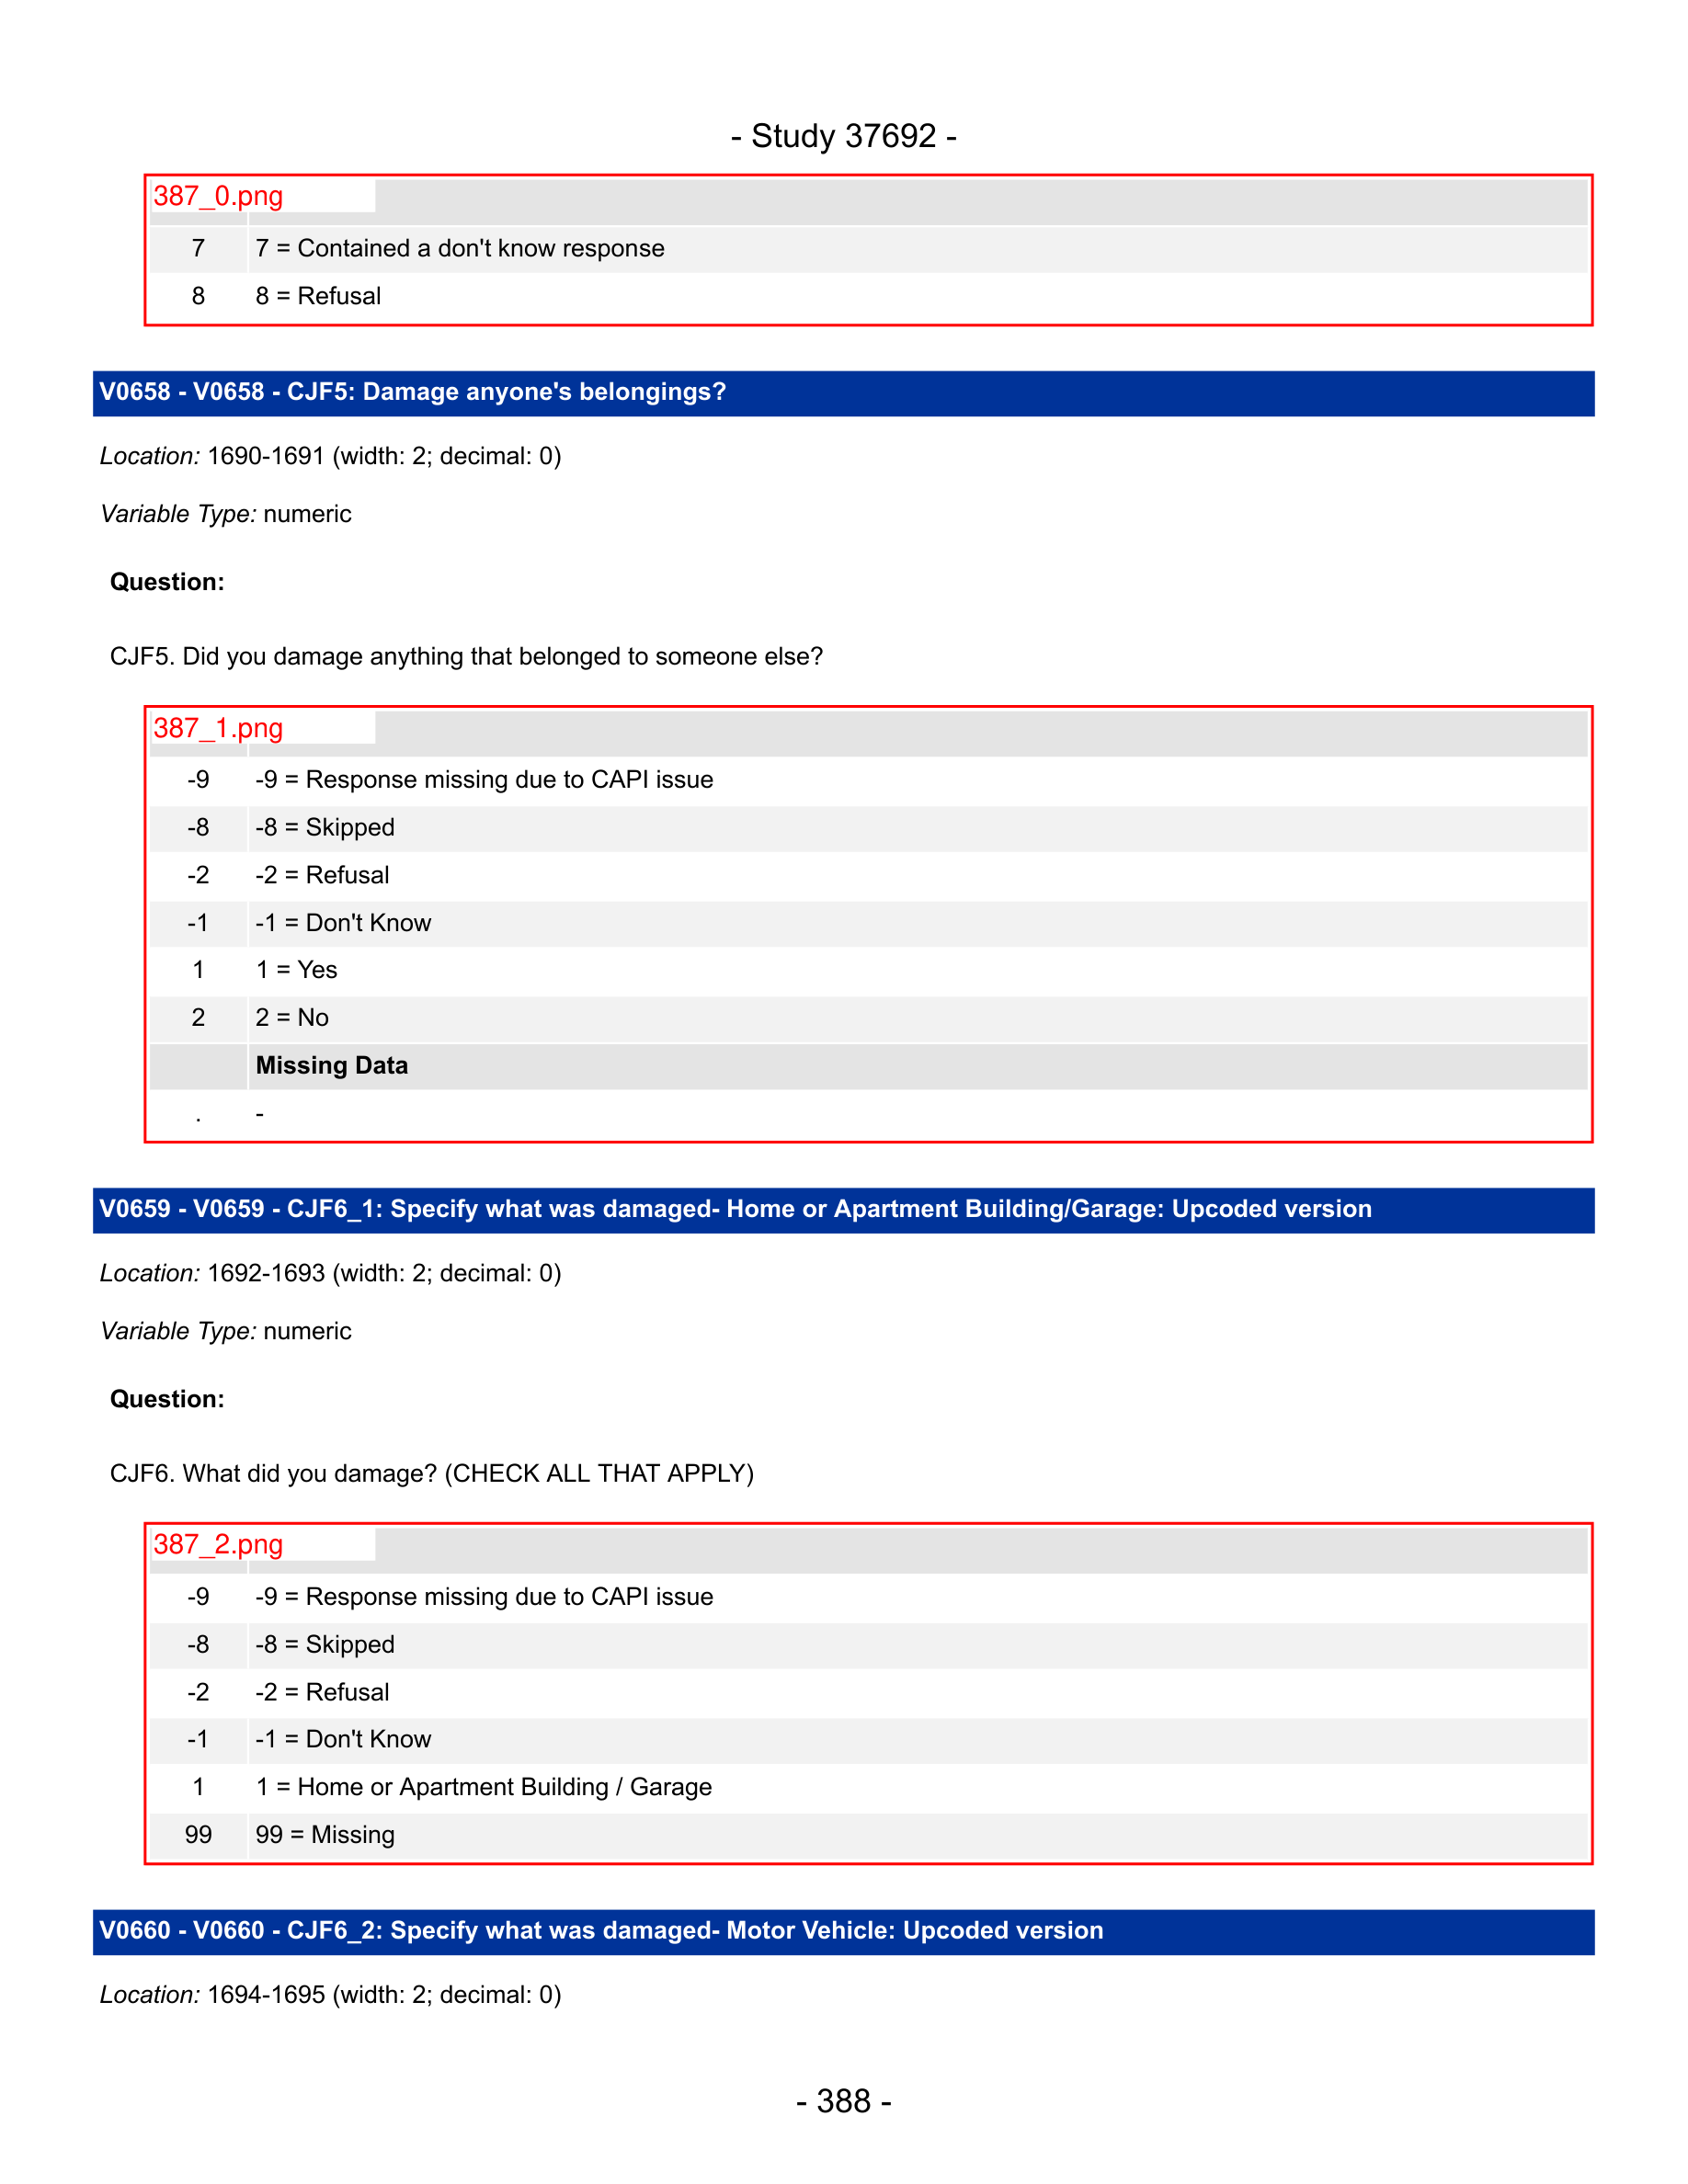 - Study 37692 -
387_0.png
7 7 = Contained a don't know response
8 8 = Refusal
V0658 - V0658 - CJF5: Damage anyone's belongings?
Location: 1690-1691 (width: 2; decimal: 0)
Variable Type: numeric
Question:
CJF5. Did you damage anything that belonged to someone else?
387_1.png
-9 -9 = Response missing due to CAPI issue
-8 -8 = Skipped
-2 -2 = Refusal
-1 -1 = Don't Know
1 1 = Yes
2 2 = No
Missing Data
. -
V0659 - V0659 - CJF6_1: Specify what was damaged- Home or Apartment Building/Garage: Upcoded version
Location: 1692-1693 (width: 2; decimal: 0)
Variable Type: numeric
Question:
CJF6. What did you damage? (CHECK ALL THAT APPLY)
387_2.png
-9 -9 = Response missing due to CAPI issue
-8 -8 = Skipped
-2 -2 = Refusal
-1 -1 = Don't Know
1 1 = Home or Apartment Building / Garage
99 99 = Missing
V0660 - V0660 - CJF6_2: Specify what was damaged- Motor Vehicle: Upcoded version
Location: 1694-1695 (width: 2; decimal: 0)
- 388 -